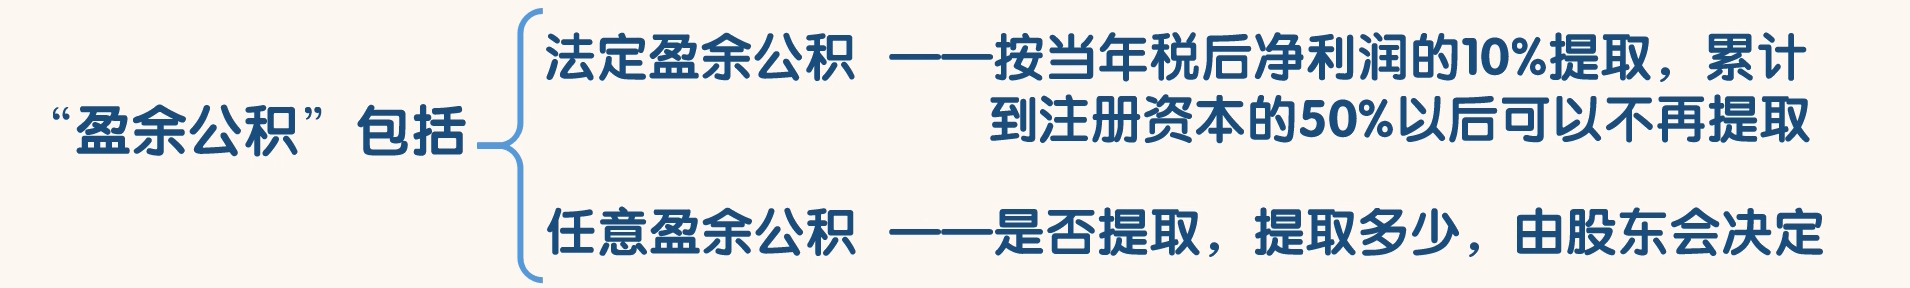 “盈余公积”包括
法定盈余公积 ——按当年税后净利润的10%提取，累计
到注册资本的50%以后可以不再提取
任意盈余公积 ——是否提取，提取多少，由股东会决定